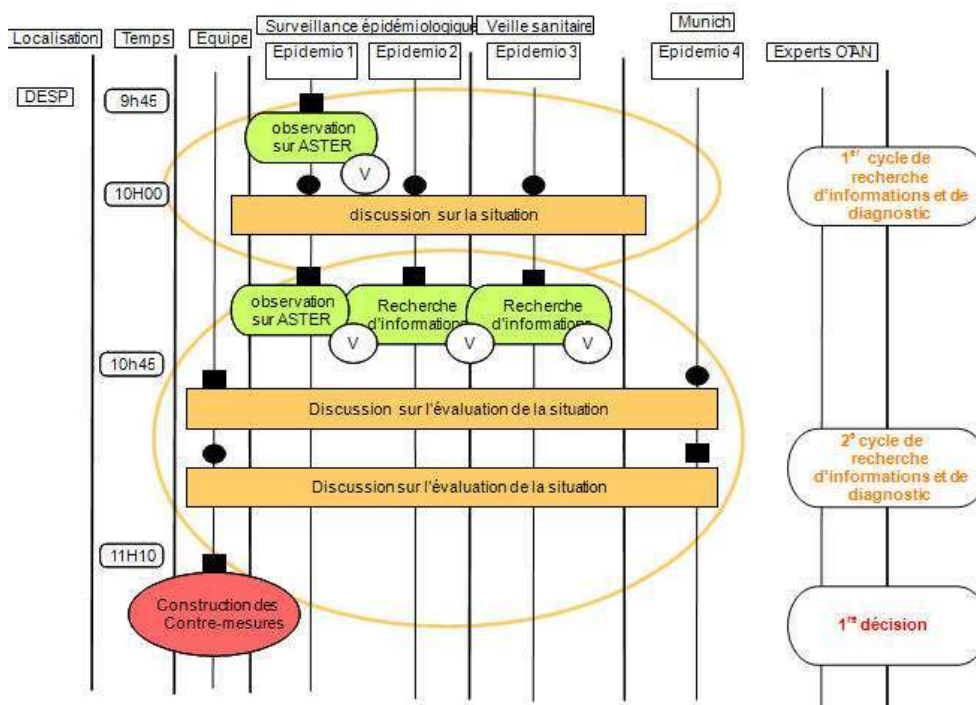 Surveillance épidémiologique
Veille sanitaire
Munich
Localisation
Temps
Equipe
Epidemio 1
Epidemio 2
Epidemio 3
Epidemio 4
Experts OTAN
DESP
9h45
observation
sur ASTER
V
1er cycle de
recherche
d'informations et de
diagnostic
10H00
discussion sur la situation
observation
sur ASTER
V
Recherche
d'informations
V
Recherche
d'informations
V
10h45
Discussion sur l'évaluation de la situation
2e cycle de
recherche
d'informations et de
diagnostic
Discussion sur l'évaluation de la situation
11H10
Construction des
Contre-mesures
1re décision